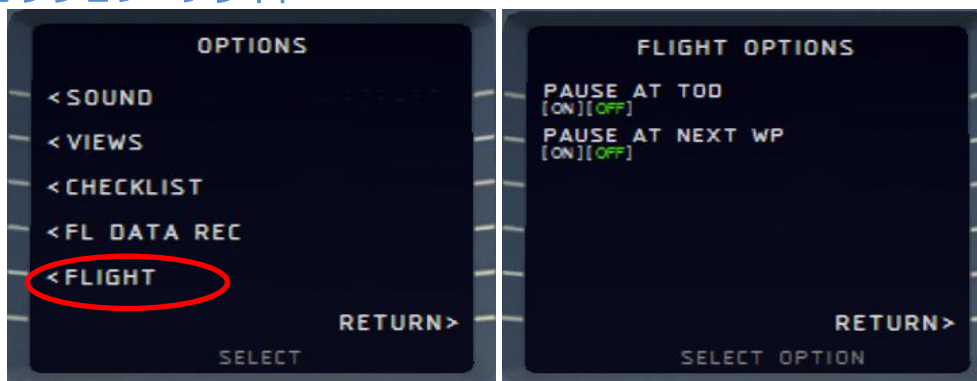 OPTIONS
<SOUND
<VIEWS
<CHECKLIST
<FL DATA REC
<FLIGHT
RETURN>
SELECT
FLIGHT OPTIONS
PAUSE AT TOD
[ON][OFF]
PAUSE AT NEXT WP
[ON][OFF]
RETURN>
SELECT OPTION